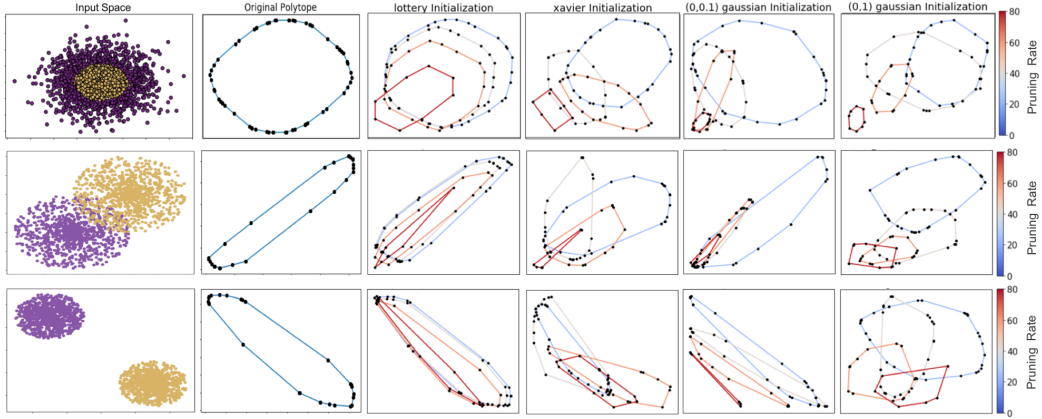 Input Space
Original Polytope
lottery Initialization
xavier Initialization
(0,0.1) gaussian Initialization
(0,1) gaussian Initialization
80
60
40
20
0
Pruning Rate
80
60
40
20
0
Pruning Rate
80
60
40
20
0
Pruning Rate